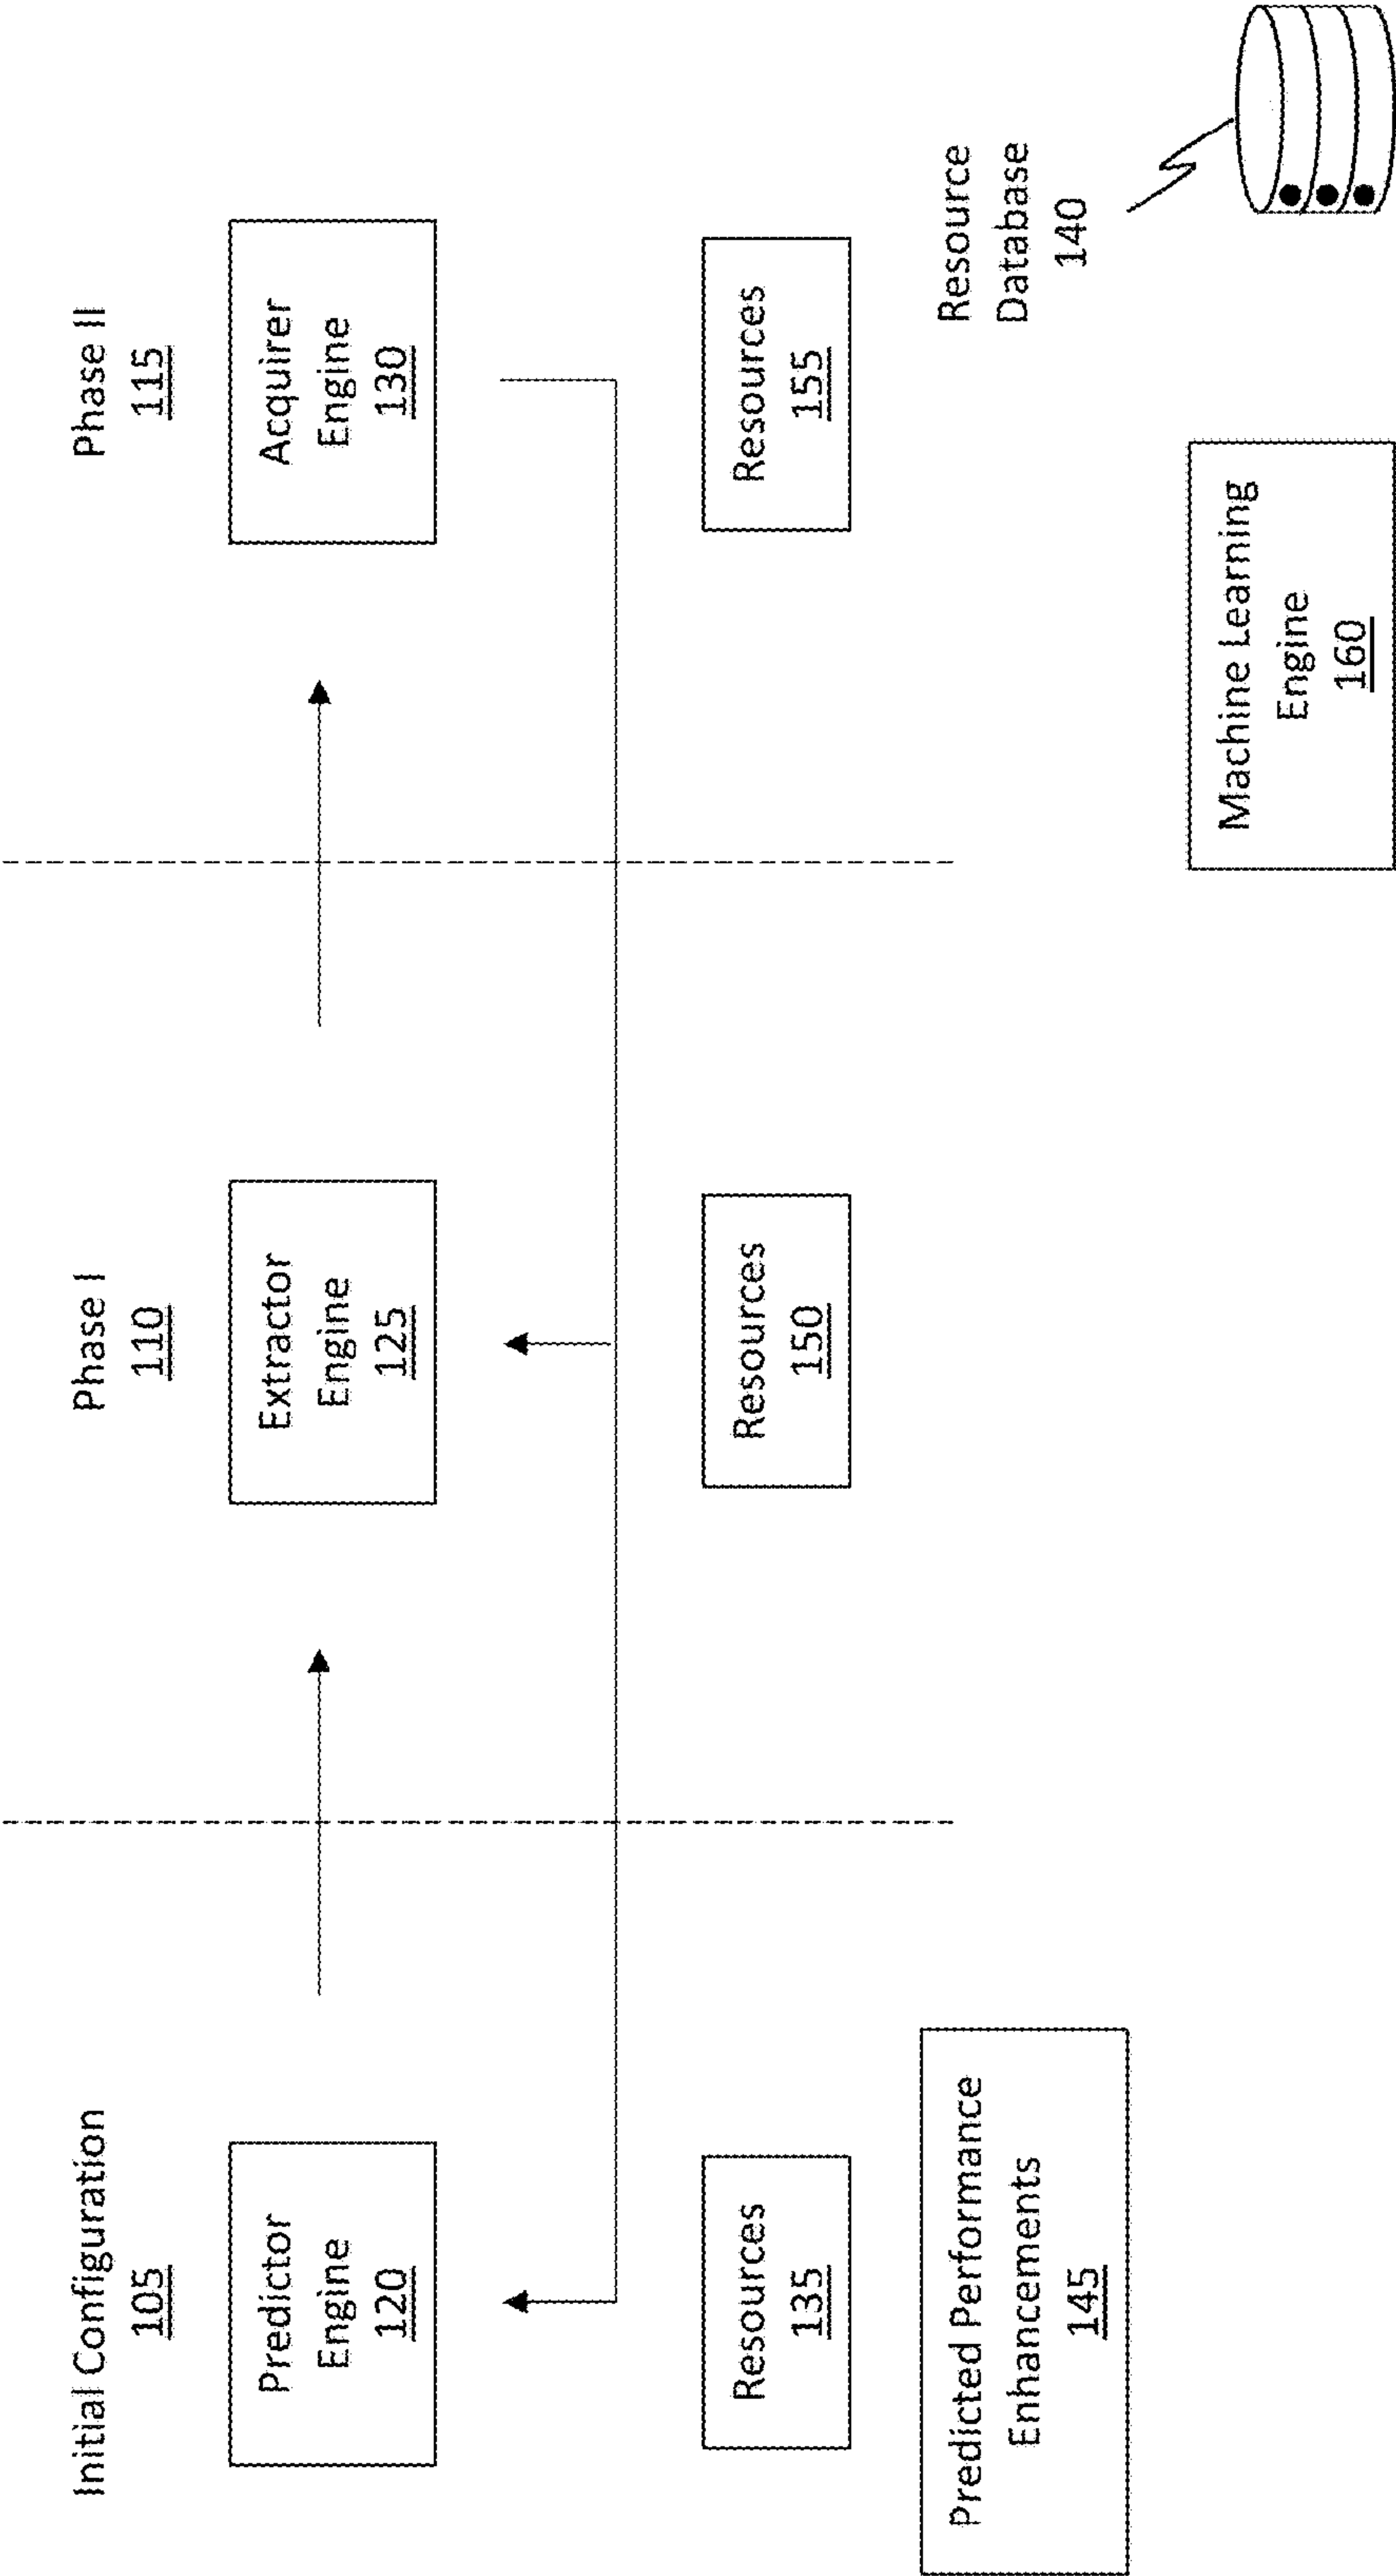 Initial Configuration
105
Phase I
110
Phase II
115
Predictor
Engine
120
Extractor
Engine
125
Acquirer
Engine
130
Resources
135
Resources
150
Resources
155
Predicted Performance
Enhancements
145
Resource
Database
140
Machine Learning
Engine
160